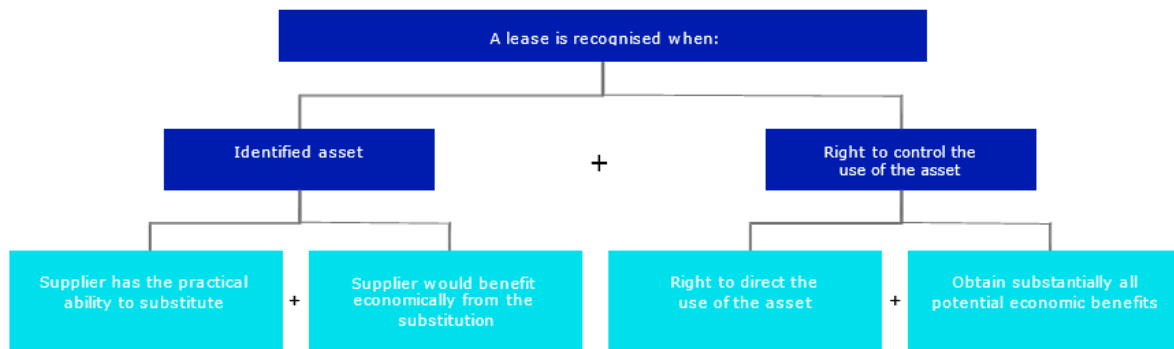 A lease is recognised when:
Identified asset
+
Right to control the
use of the asset
Supplier has the practical
ability to substitute
+
Supplier would benefit
economically from the
substitution
Right to direct the
use of the asset
+
Obtain substantially all
potential economic benefits